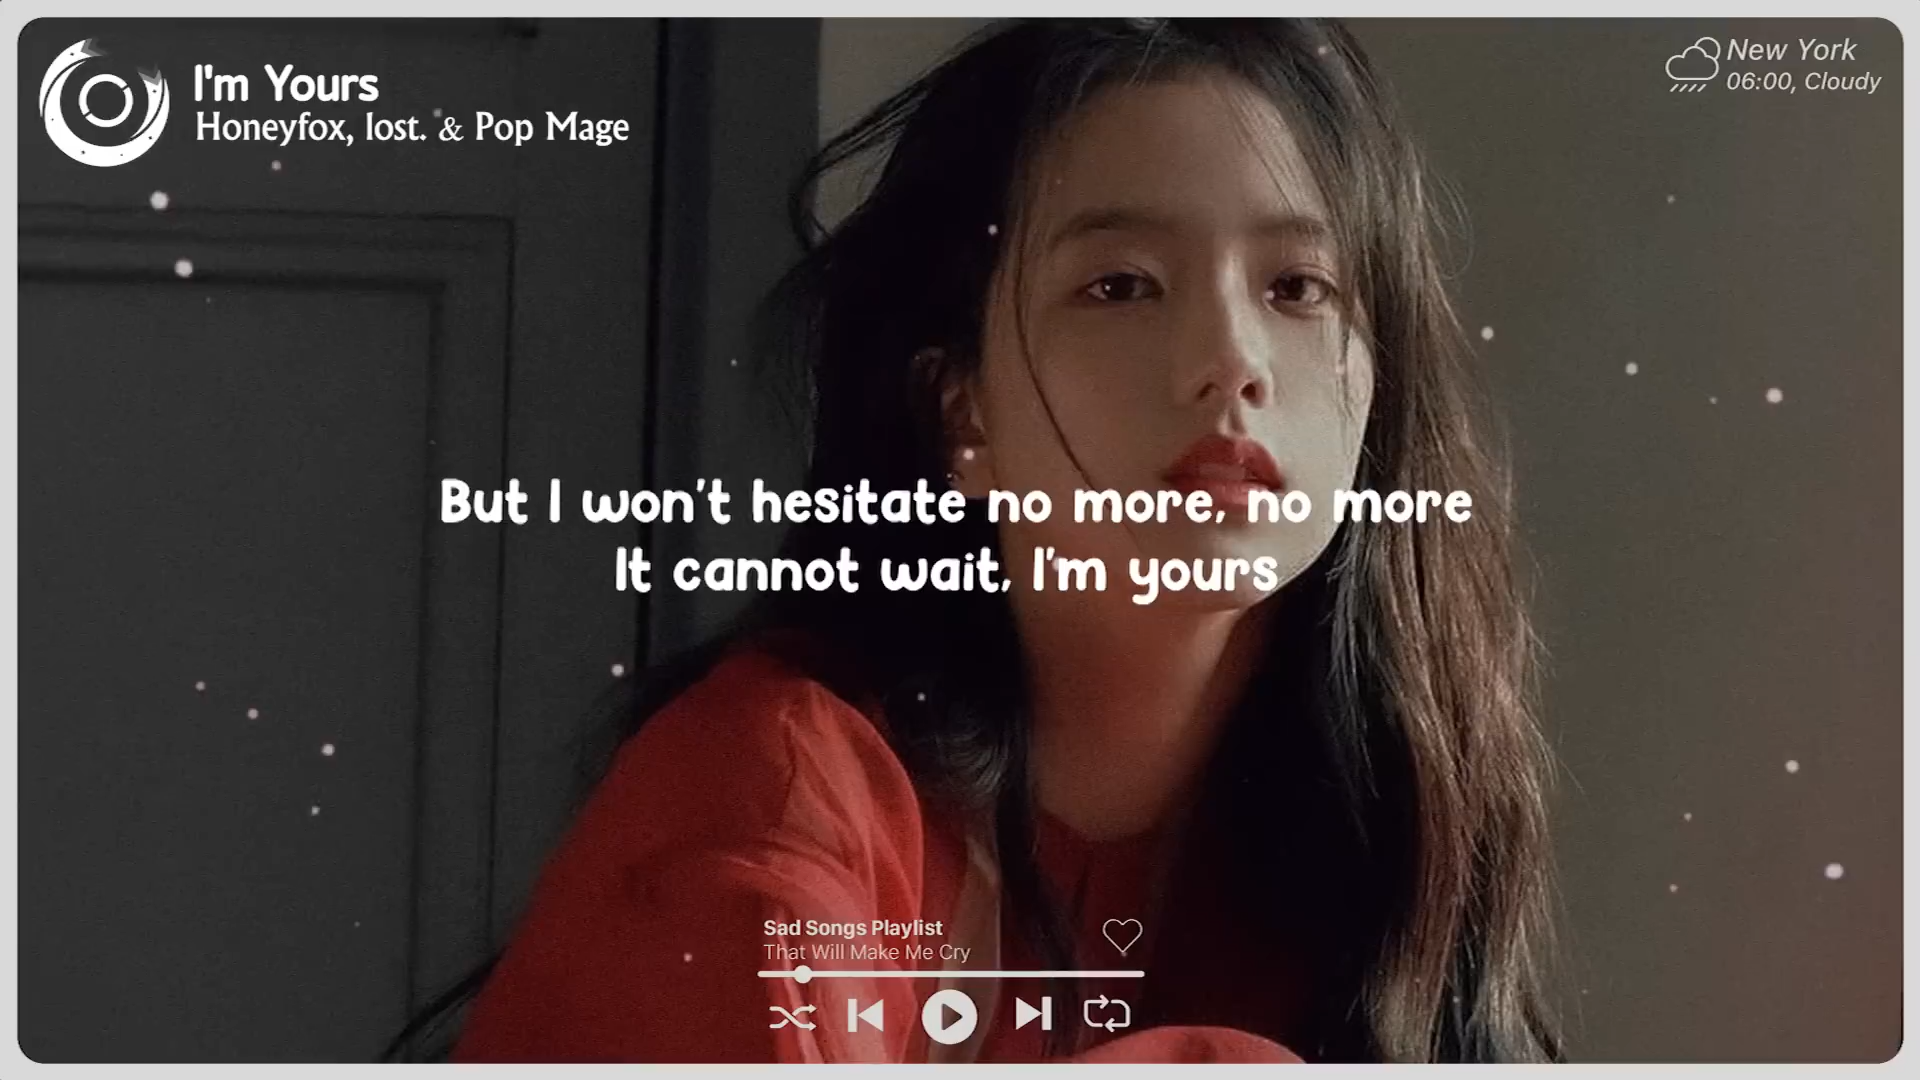 I'm Yours
Honeyfox, lost. & Pop Mage
New York
06:00, Cloudy
But I won't hesitate no more, no more
It cannot wait, I'm yours
Sad Songs Playlist
That Will Make Me Cry